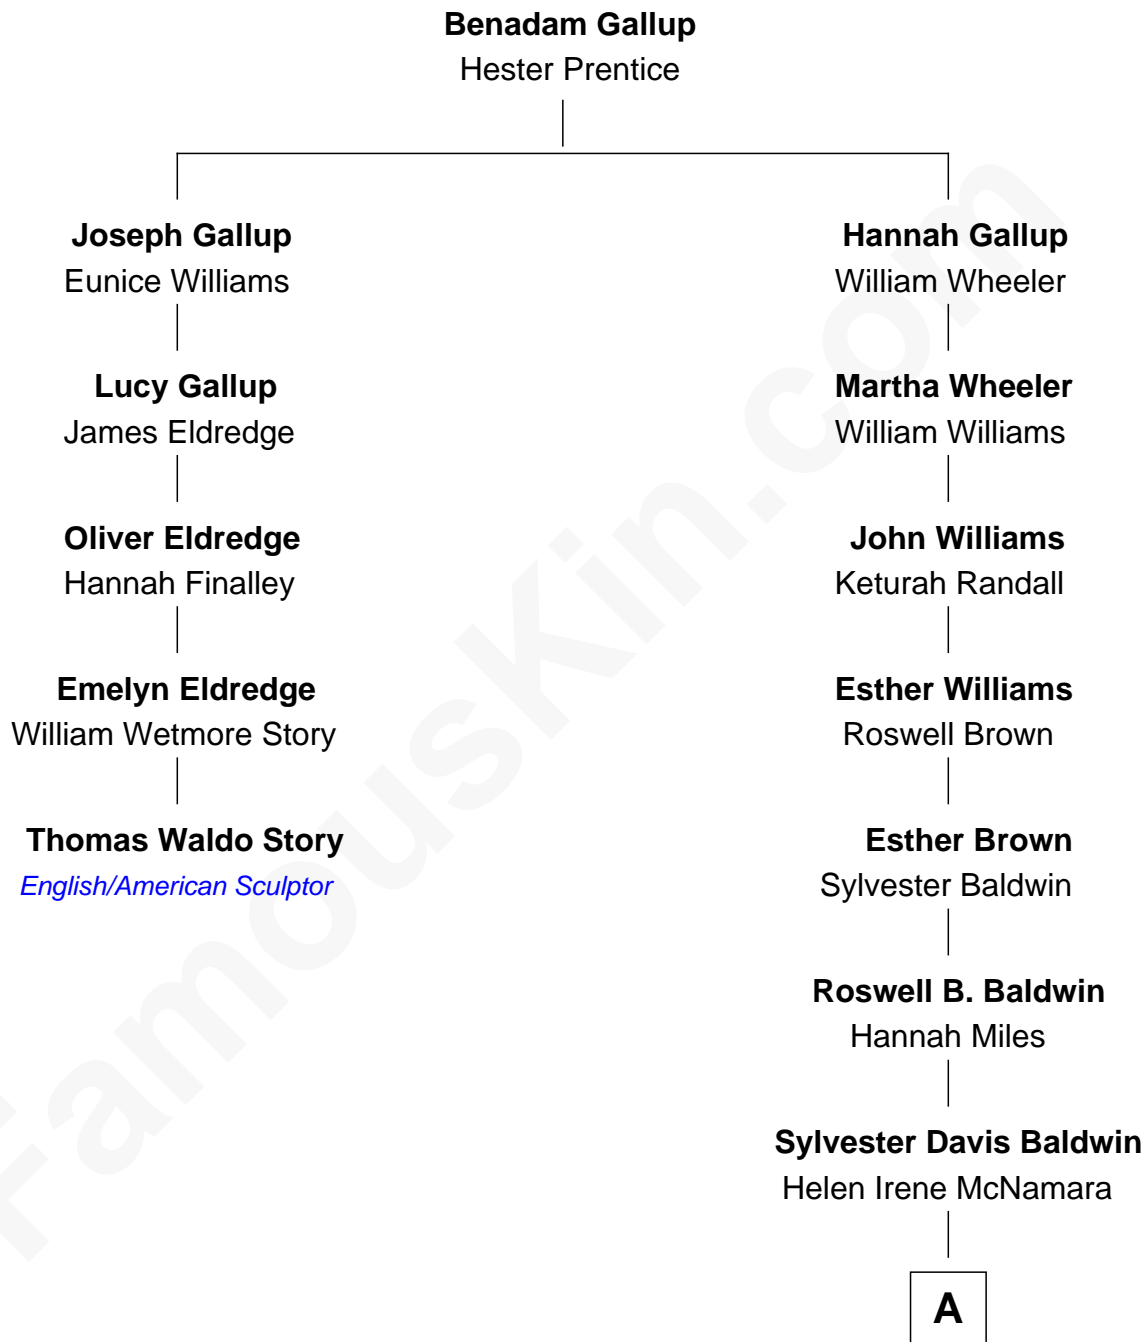 Benadam Gallup
Hester Prentice
Joseph Gallup
Eunice Williams
Hannah Gallup
William Wheeler
Lucy Gallup
James Eldredge
Martha Wheeler
William Williams
Oliver Eldredge
Hannah Finalley
John Williams
Keturah Randall
Emelyn Eldredge
William Wetmore Story
Esther Williams
Roswell Brown
Thomas Waldo Story
English/American Sculptor
Esther Brown
Sylvester Baldwin
Roswell B. Baldwin
Hannah Miles
Sylvester Davis Baldwin
Helen Irene McNamara
A
FamousKin.com